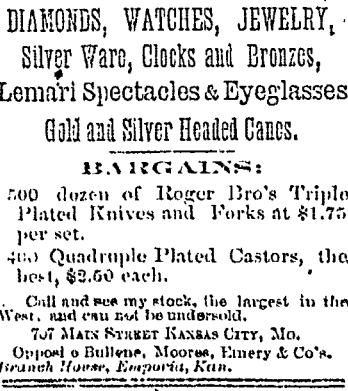 DIAMONDS, WATCHES, JEWELRY,
Silver Ware, Clocks and Bronzes,
Lemari Spectacles & Eyeglasses
Gold and Silver Headed Canes.
BARGAINS:
500 dozen of Roger Bro's Triple
Plated Knives and Forks at $1.75
per set.
400 Quadruple Plated Castors, the
best, $2.50 each.
Call and see my stock, the largest in the
West, and can not be undersold.
707 MAIN STREET KANSAS CITY, MO.
Opposite Bullene, Moores, Emery & Co's.
Branch House, Emporia, Kan.